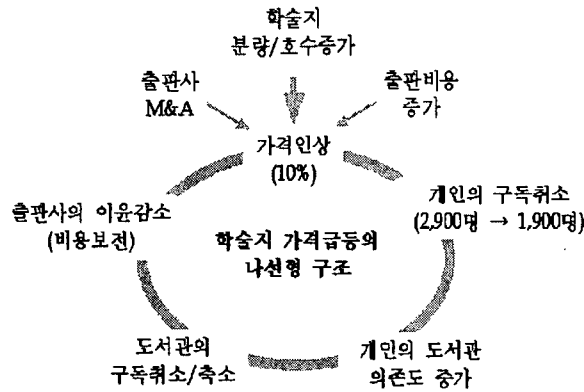 학술지
분량/호수증가
출판사
M&A
출판비용
증가
가격인상
(10%)
개인의 구독취소
(2,900명 → 1,900명)
출판사의 이윤감소
(비용보전)
학술지 가격급등의
나선형 구조
도서관의
구독취소/축소
개인의 도서관
의존도 증가